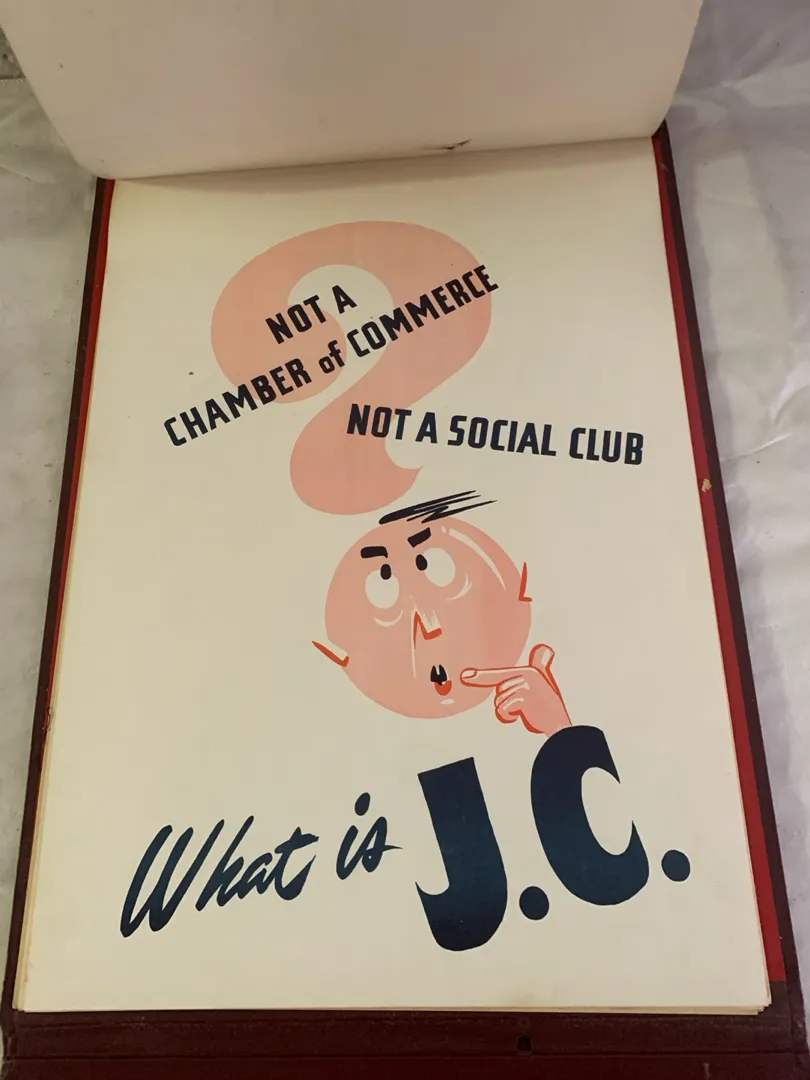 NOT A
CHAMBER of COMMERCE
NOT A SOCIAL CLUB
What is J.C.